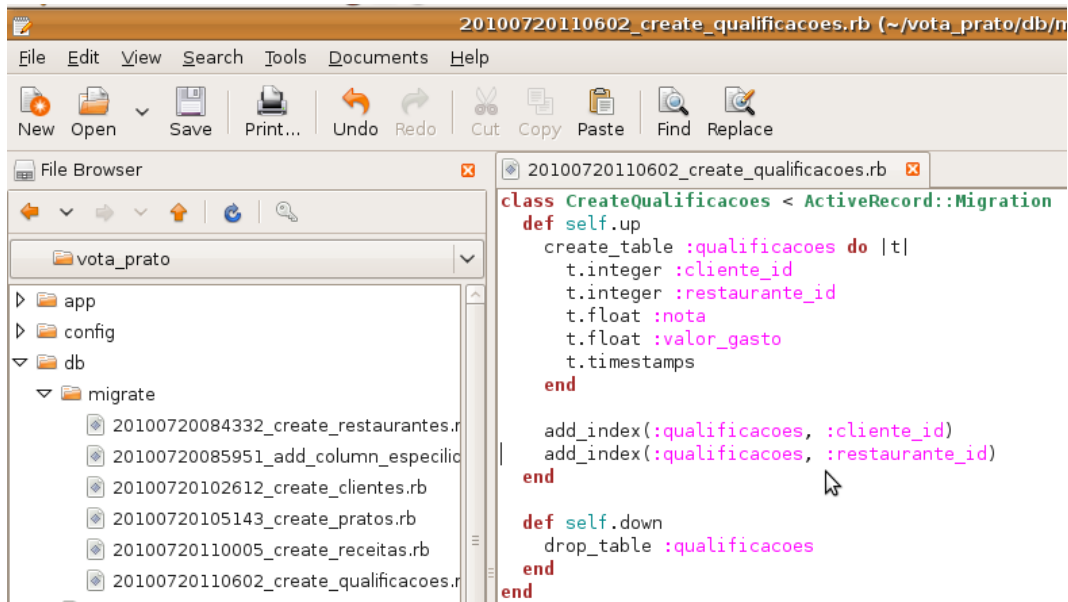 20100720110602_create_qualificacoes.rb (~/vota_prato/db/m
File Edit View Search Tools Documents Help
New Open Save Print... Undo Redo Cut Copy Paste Find Replace
File Browser
20100720110602_create_qualificacoes.rb
vota_prato
app
config
db
migrate
20100720084332_create_restaurantes.r
20100720085951_add_column_especilid
20100720102612_create_clientes.rb
20100720105143_create_pratos.rb
20100720110005_create_receitas.rb
20100720110602_create_qualificacoes.r
class CreateQualificacoes < ActiveRecord::Migration
  def self.up
    create_table :qualificacoes do |t|
      t.integer :cliente_id
      t.integer :restaurante_id
      t.float :nota
      t.float :valor_gasto
      t.timestamps
    end

    add_index(:qualificacoes, :cliente_id)
    add_index(:qualificacoes, :restaurante_id)
  end

  def self.down
    drop_table :qualificacoes
  end
end